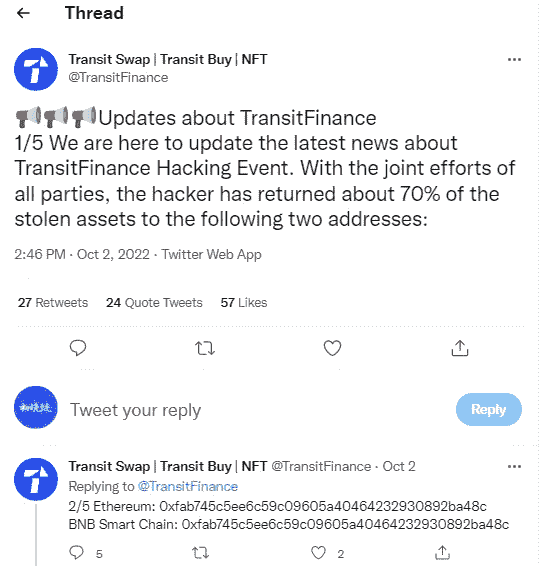 Thread
Transit Swap | Transit Buy | NFT
@TransitFinance
Updates about TransitFinance
1/5 We are here to update the latest news about
TransitFinance Hacking Event. With the joint efforts of
all parties, the hacker has returned about 70% of the
stolen assets to the following two addresses:
2:46 PM · Oct 2, 2022 · Twitter Web App
27 Retweets 24 Quote Tweets 57 Likes
Tweet your reply
Reply
Transit Swap | Transit Buy | NFT @TransitFinance · Oct 2
Replying to @TransitFinance
2/5 Ethereum: 0xfab745c5ee6c59c09605a40464232930892ba48c
BNB Smart Chain: 0xfab745c5ee6c59c09605a40464232930892ba48c
5 2